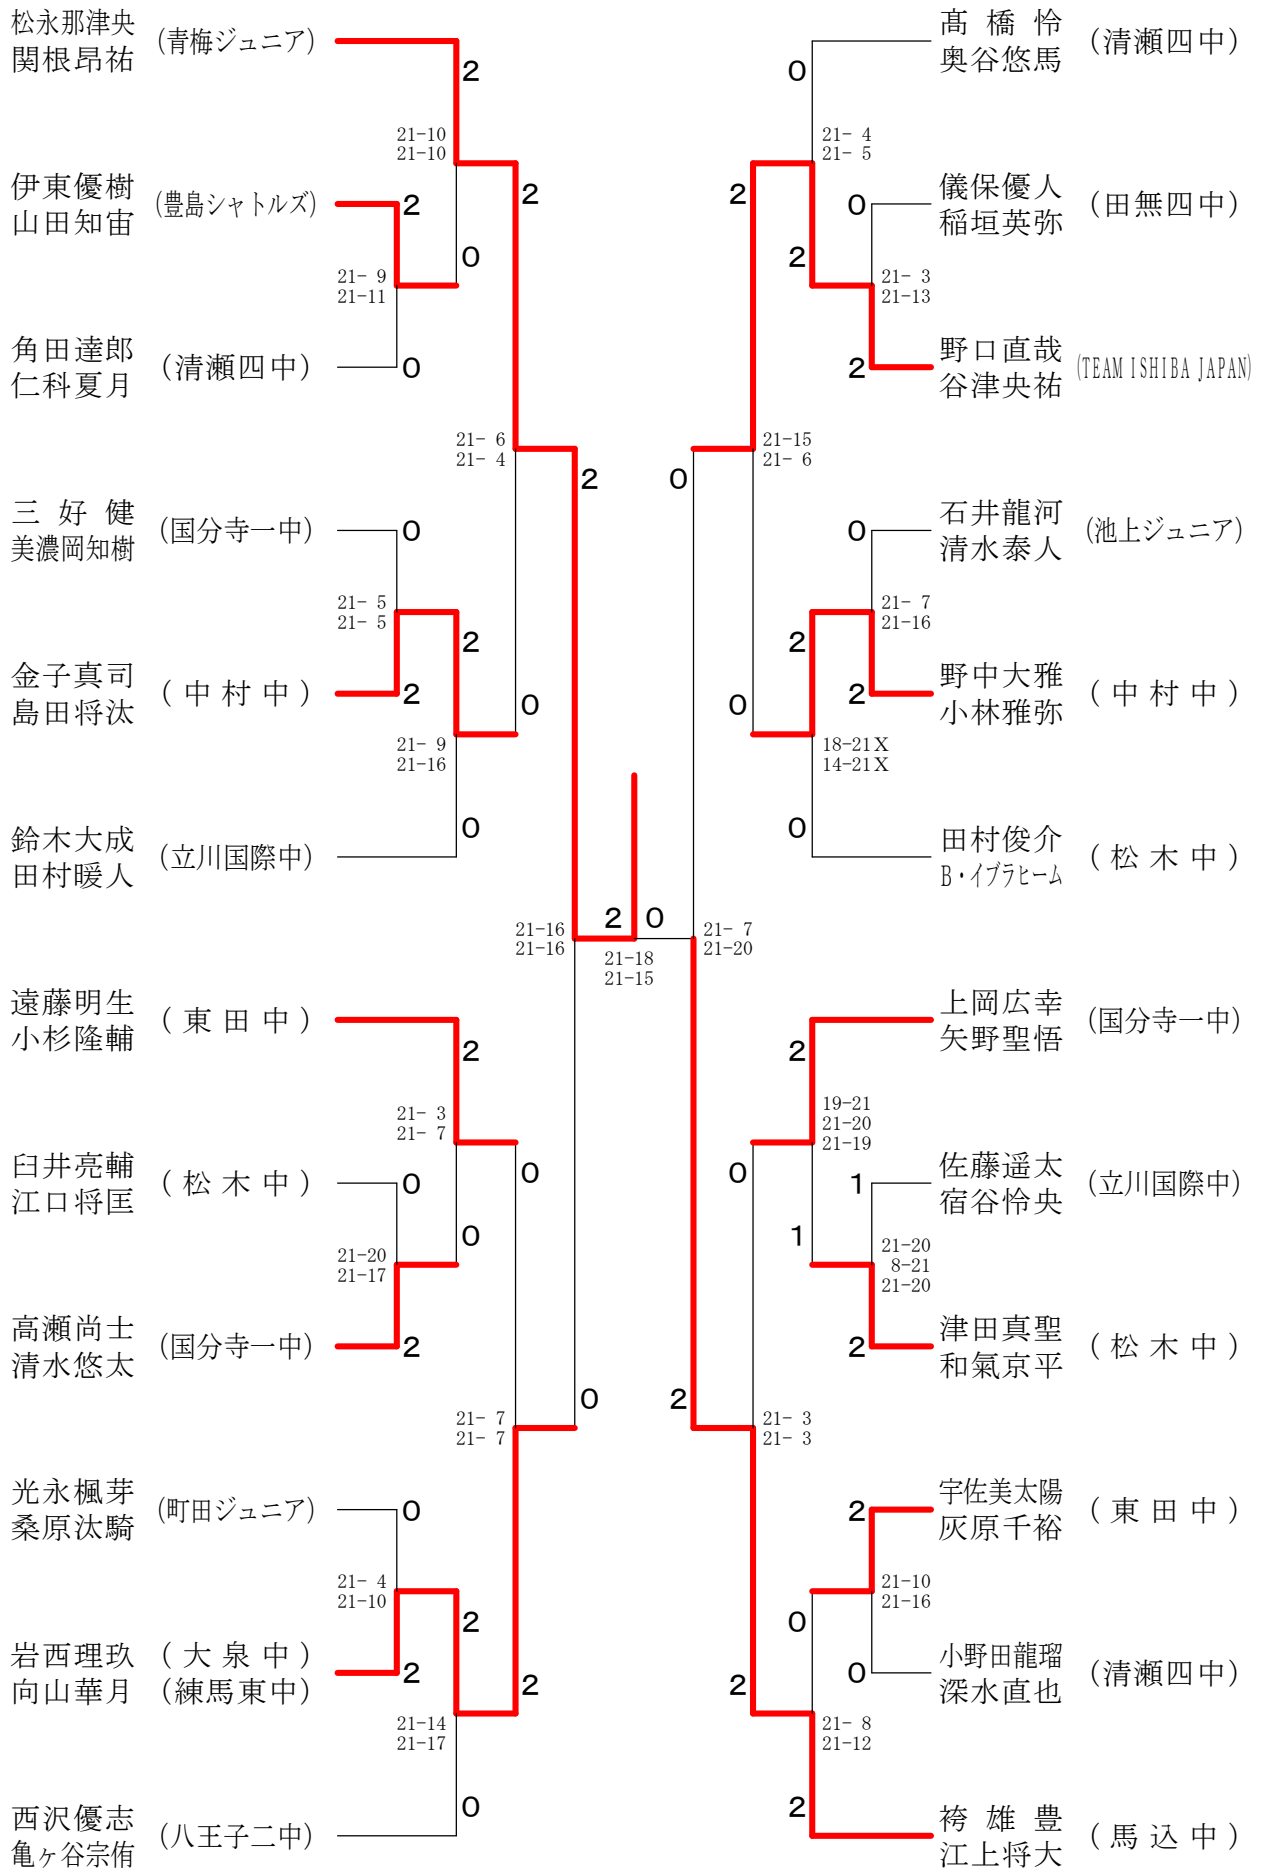 松永那津央
関根昂祐
(青梅ジュニア)
2
21-10
21-10
伊東優樹
山田知宙
(豊島シャトルズ)
2
2
0
21- 9
21-11
角田達郎
仁科夏月
(清瀬四中)
0
21- 6
21- 4
2
三好健
美濃岡知樹
(国分寺一中)
0
21- 5
21- 5
2
金子真司
島田将汰
(中村中)
2
0
21- 9
21-16
鈴木大成
田村暖人
(立川国際中)
0
21-16
21-16
2
0
21-18
21-15
遠藤明生
小杉隆輔
(東田中)
2
21- 3
21- 7
臼井亮輔
江口将匡
(松木中)
0
0
0
21-20
21-17
高瀬尚士
清水悠太
(国分寺一中)
2
0
21- 7
21- 7
光永楓芽
桑原汰騎
(町田ジュニア)
0
21- 4
21-10
2
岩西理玖
向山華月
(大泉中)
(練馬東中)
2
2
21-14
21-17
西沢優志
亀ヶ谷宗侑
(八王子二中)
0
髙橋怜
奥谷悠馬
(清瀬四中)
0
21- 4
21- 5
儀保優人
稲垣英弥
(田無四中)
2
0
2
21- 3
21-13
野口直哉
谷津央祐
(TEAM ISHIBA JAPAN)
2
21-15
21- 6
0
石井龍河
清水泰人
(池上ジュニア)
0
21- 7
21-16
2
野中大雅
小林雅弥
(中村中)
2
0
18-21X
14-21X
田村俊介
B・イブラヒーム
(松木中)
0
21- 7
21-20
上岡広幸
矢野聖悟
(国分寺一中)
2
19-21
21-20
21-19
佐藤遥太
宿谷怜央
(立川国際中)
0
1
1
21-20
8-21
21-20
津田真聖
和氣京平
(松木中)
2
2
21- 3
21- 3
宇佐美太陽
灰原千裕
(東田中)
2
21-10
21-16
0
小野田龍瑠
深水直也
(清瀬四中)
0
2
21- 8
21-12
袴雄豊
江上将大
(馬込中)
2